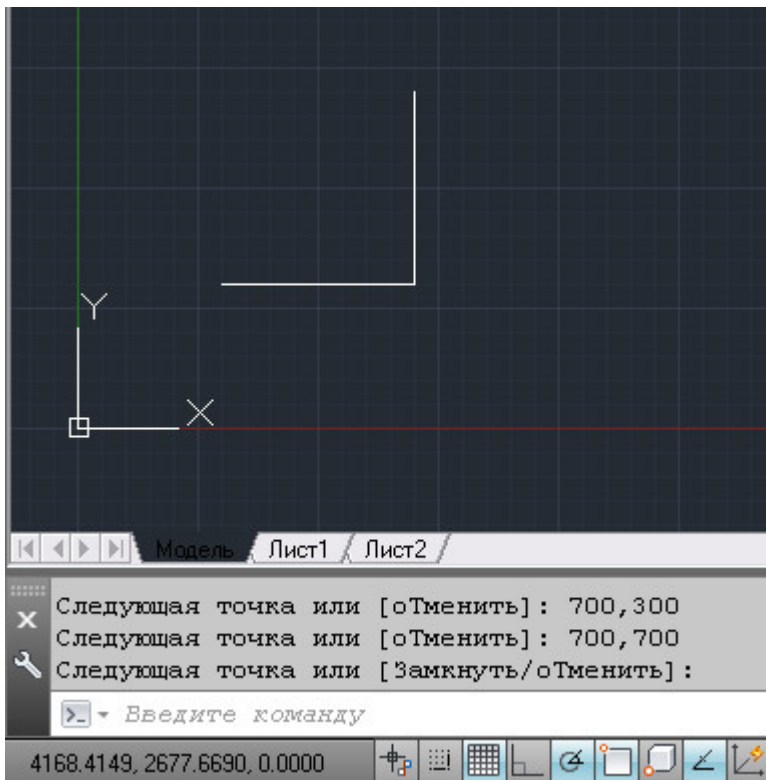 Y
X
Модель Лист1 Лист2
Следующая точка или [оТменить]: 700,300
Следующая точка или [оТменить]: 700,700
Следующая точка или [Замкнуть/оТменить]:
Введите команду
4168.4149, 2677.6690, 0.0000